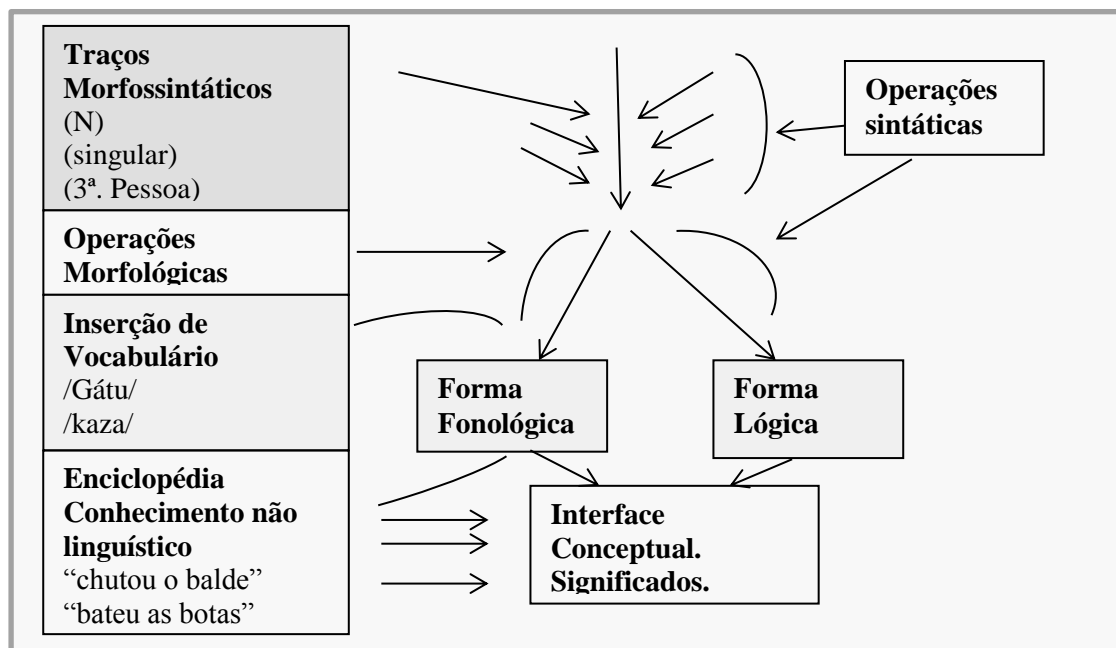 Traços
Morfossintáticos
(N)
(singular)
(3ª. Pessoa)
Operações
Morfológicas
Inserção de
Vocabulário
/Gátu/
/kaza/
Enciclopédia
Conhecimento não
linguístico
“chutou o balde”
“bateu as botas”
Operações
sintáticas
Forma
Fonológica
Forma
Lógica
Interface
Conceptual.
Significados.